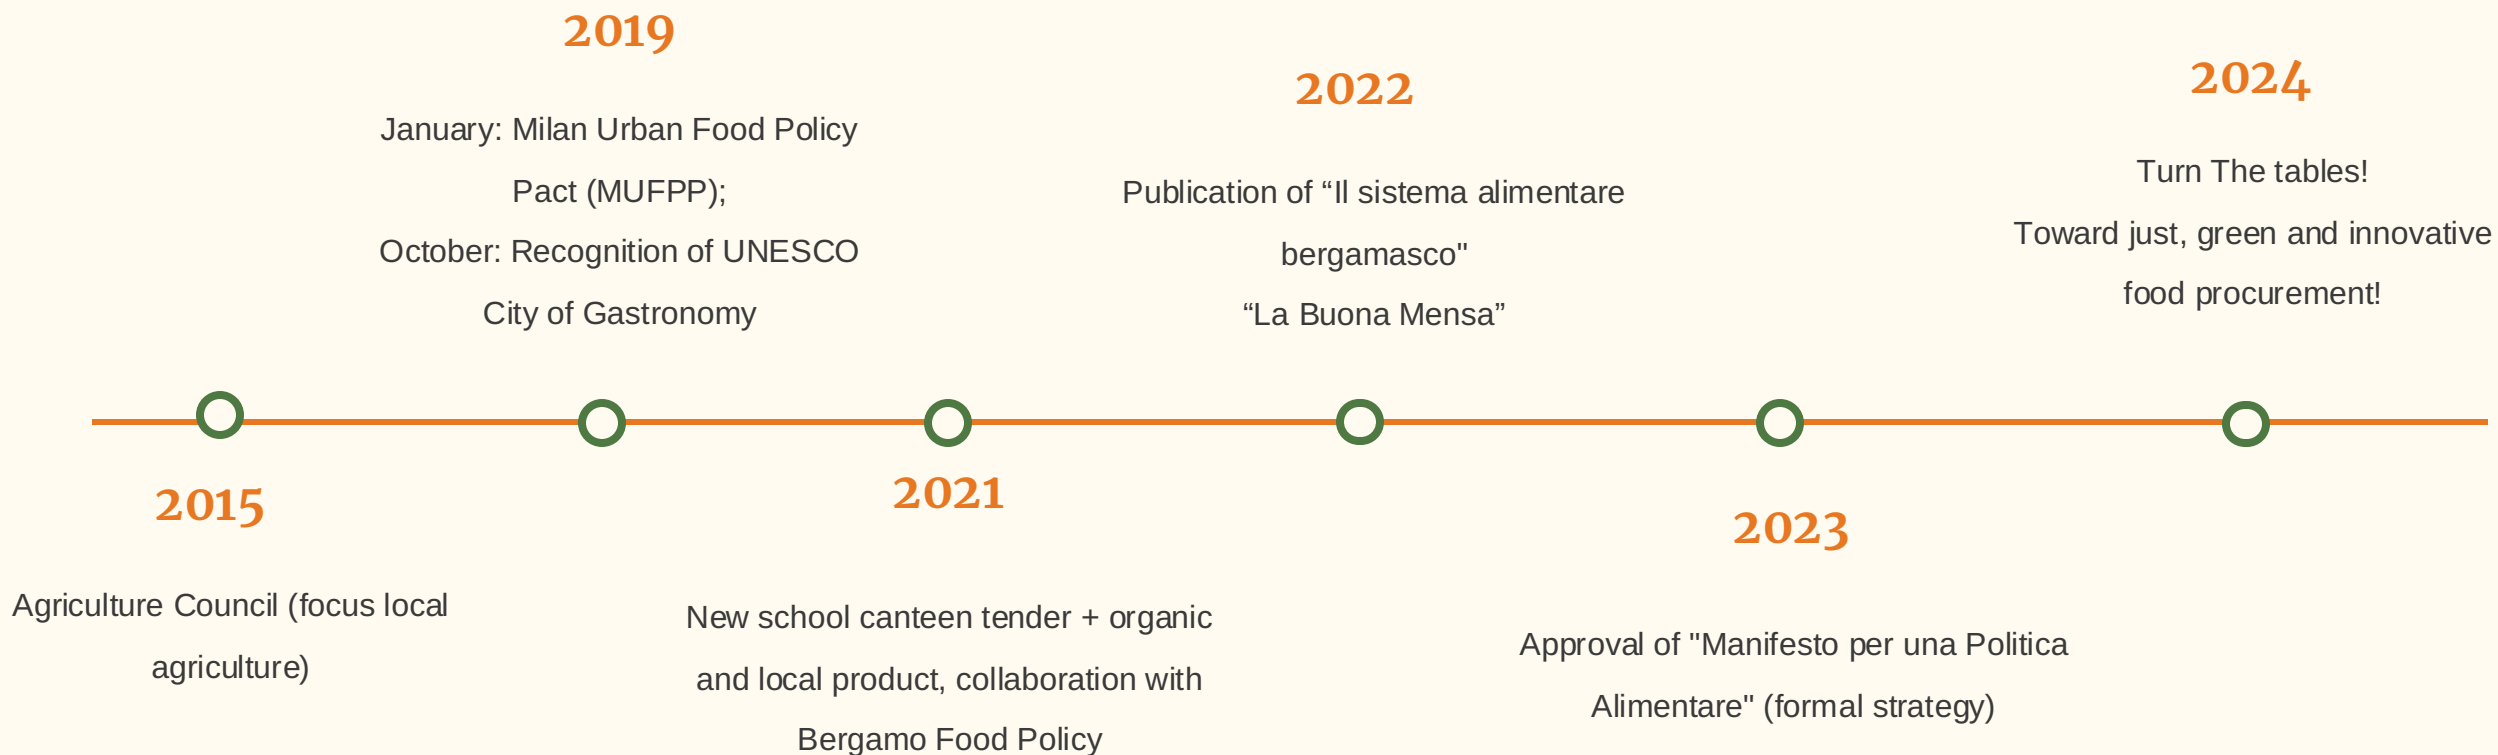 2019
January: Milan Urban Food Policy
Pact (MUFPP);
October: Recognition of UNESCO
City of Gastronomy
2022
Publication of “Il sistema alimentare
bergamasco"
“La Buona Mensa”
2024
Turn The tables!
Toward just, green and innovative
food procurement!
2015
Agriculture Council (focus local
agriculture)
2021
New school canteen tender + organic
and local product, collaboration with
Bergamo Food Policy
2023
Approval of "Manifesto per una Politica
Alimentare" (formal strategy)